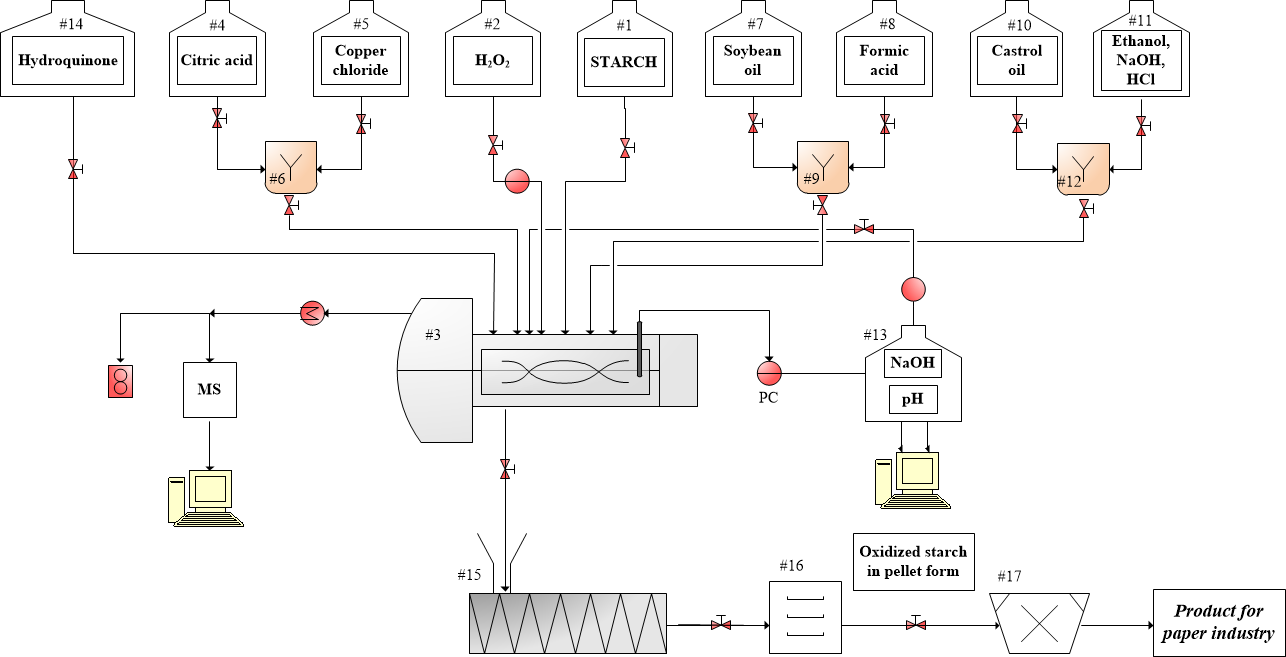 #14
Hydroquinone
#4
Citric acid
#5
Copper
chloride
#2
H₂O₂
#1
STARCH
#7
Soybean
oil
#8
Formic
acid
#10
Castrol
oil
#11
Ethanol,
NaOH,
HCl
#6
#9
#12
#3
#13
NaOH
pH
PC
MS
#15
#16
Oxidized starch
in pellet form
#17
Product for
paper industry